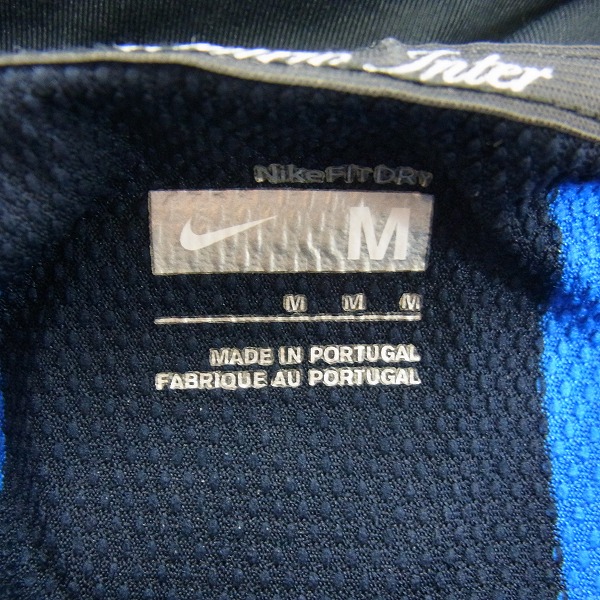 Inter
NikeFITDRY
M
M M M
MADE IN PORTUGAL
FABRIQUE AU PORTUGAL